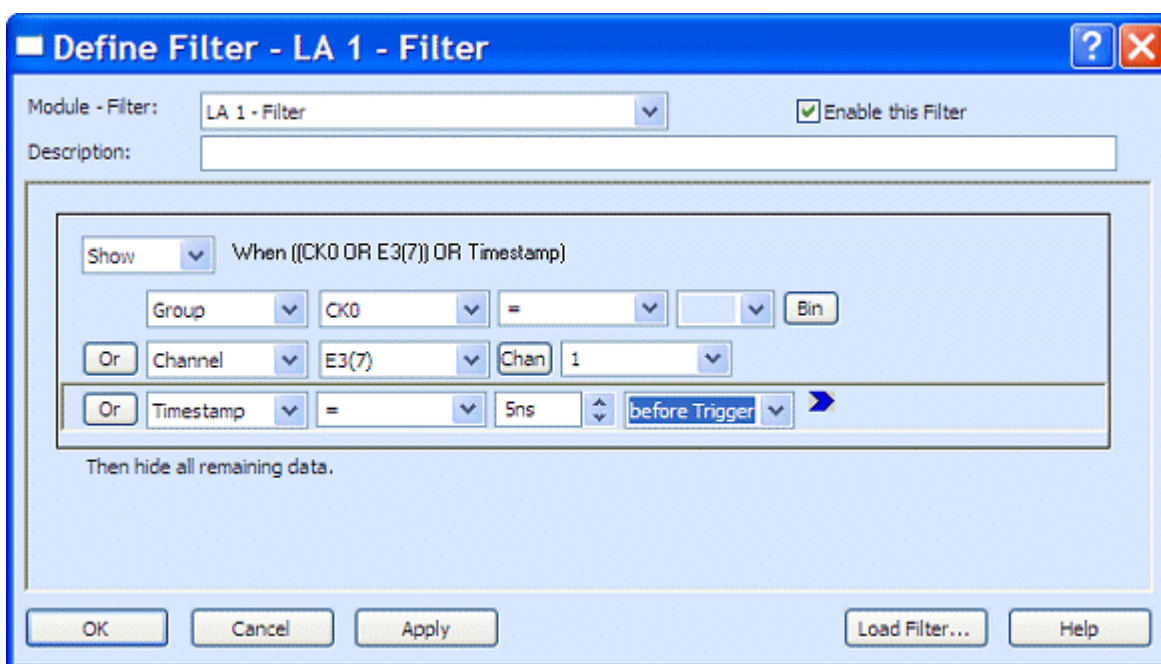 Define Filter - LA 1 - Filter ?
Module - Filter: LA 1 - Filter Enable this Filter
Description:
Show When ((CK0 OR E3(7)) OR Timestamp)
Group CK0 = Bin
Or Channel E3(7) Chan 1
Or Timestamp = 5ns before Trigger
Then hide all remaining data.
OK Cancel Apply Load Filter... Help